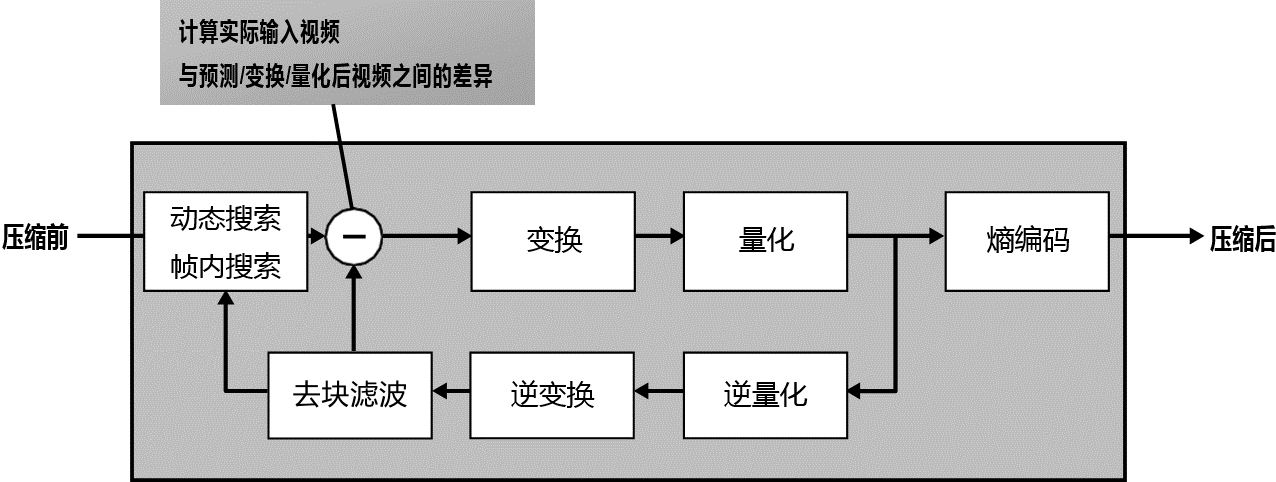 计算实际输入视频
与预测/变换/量化后视频之间的差异
压缩前
动态搜索
帧内搜索
变换
量化
熵编码
压缩后
去块滤波
逆变换
逆量化